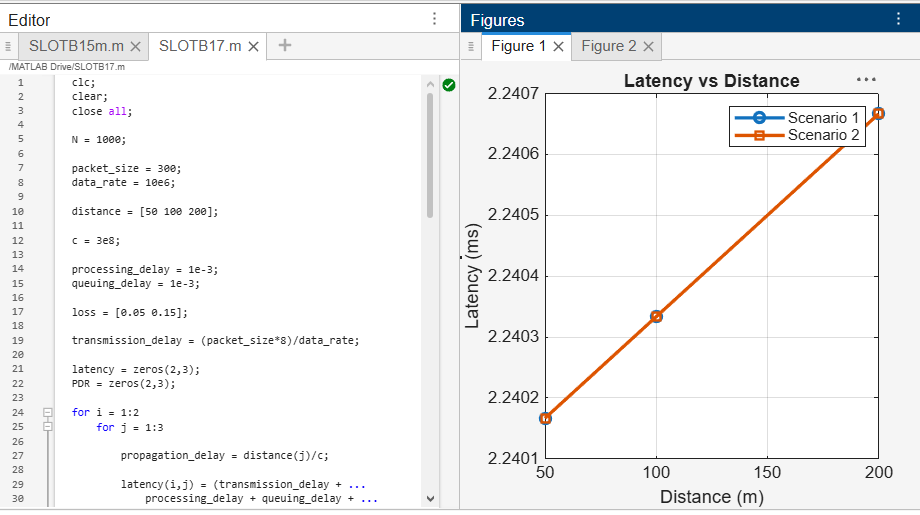 Editor
SLOTB15m.m
SLOTB17.m
/MATLAB Drive/SLOTB17.m
1 clc;
2 clear;
3 close all;
4
5 N = 1000;
6
7 packet_size = 300;
8 data_rate = 10e6;
9
10 distance = [50 100 200];
11
12 c = 3e8;
13
14 processing_delay = 1e-3;
15 queuing_delay = 1e-3;
16
17 loss = [0.05 0.15];
18
19 transmission_delay = (packet_size*8)/data_rate;
20
21 latency = zeros(2,3);
22 PDR = zeros(2,3);
23
24 for i = 1:2
25 for j = 1:3
26
27 propagation_delay = distance(j)/c;
28
29 latency(i,j) = (transmission_delay + ...
30 processing_delay + queuing_delay + ...
Figures
Figure 1
Figure 2
Latency vs Distance
Scenario 1
Scenario 2
2.2407
2.2406
2.2405
2.2404
2.2403
2.2402
2.2401
Latency (ms)
50 100 150 200
Distance (m)